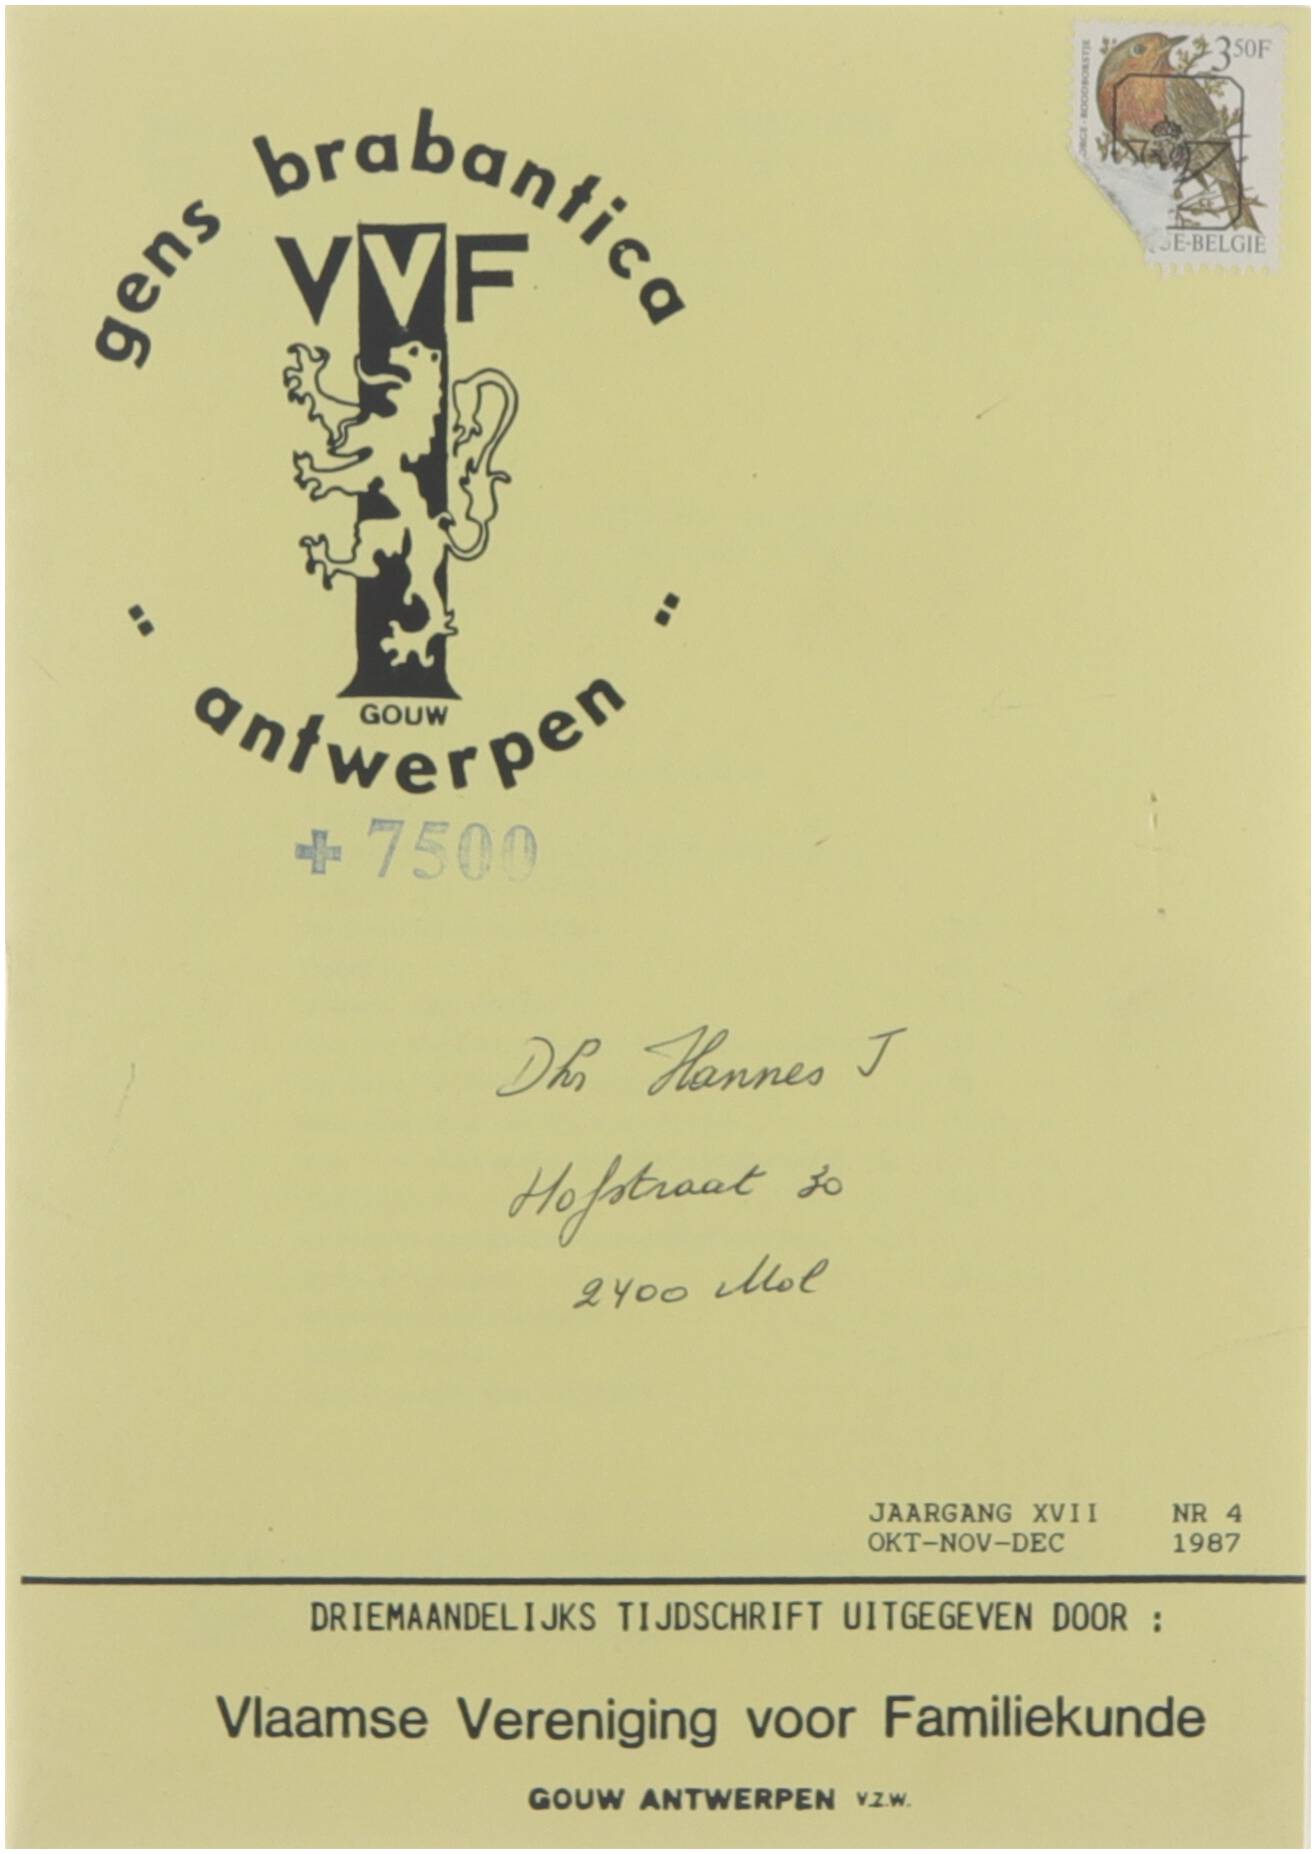 3 50F
ROODBORSTJE
E-BELGIE
gens brabantica
VVF
GOUW
antwerpen
+ 7500
Dhr Hannes J
Hofstraat 30
2400 Mol
JAARGANG XVII NR 4
OKT-NOV-DEC 1987
DRIEMAANDELIJKS TIJDSCHRIFT UITGEGEVEN DOOR :
Vlaamse Vereniging voor Familiekunde
GOUW ANTWERPEN V.Z.W.